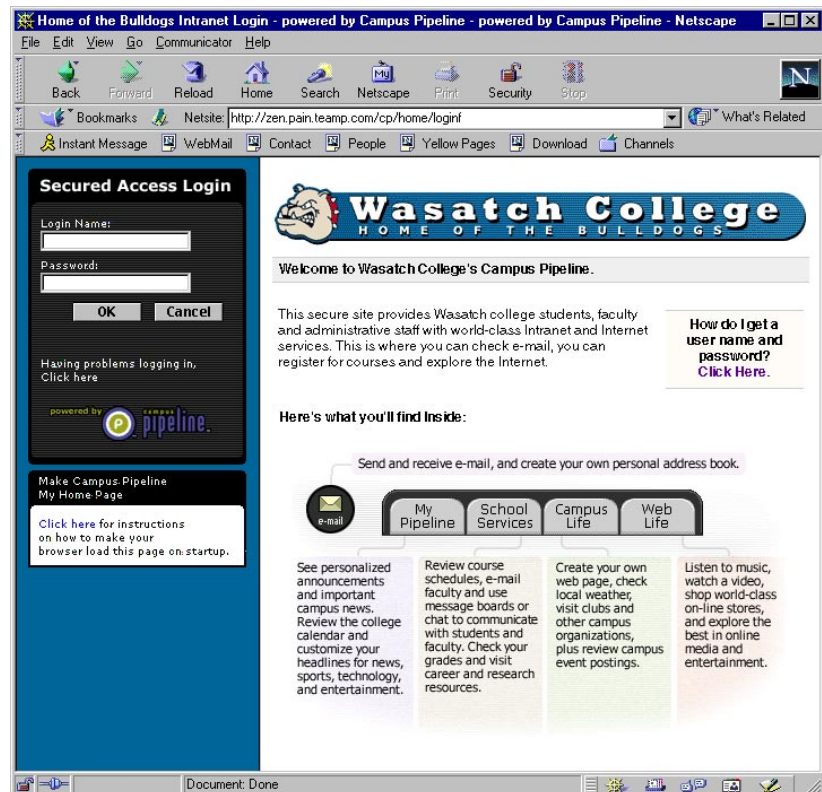 Home of the Bulldogs Intranet Login - powered by Campus Pipeline - powered by Campus Pipeline - Netscape
File Edit View Go Communicator Help
Back Forward Reload Home Search Netscape Print Security Stop
My
N
Bookmarks Netsite: http://zen.pain.teamp.com/cp/home/loginf What's Related
Instant Message WebMail Contact People Yellow Pages Download Channels
Secured Access Login
Login Name:
Password:
OK Cancel
Having problems logging in,
Click here
powered by campus
pipeline.
Make Campus Pipeline
My Home Page
Click here for instructions
on how to make your
browser load this page on startup.
Wasatch College
HOME OF THE BULLDOGS
Welcome to Wasatch College's Campus Pipeline.
This secure site provides Wasatch college students, faculty
and administrative staff with world-class Intranet and Internet
services. This is where you can check e-mail, you can
register for courses and explore the Internet.
How do I get a
user name and
password?
Click Here.
Here's what you'll find Inside:
Send and receive e-mail, and create your own personal address book.
e-mail
My
Pipeline
School
Services
Campus
Life
Web
Life
See personalized
announcements
and important
campus news.
Review the college
calendar and
customize your
headlines for news,
sports, technology,
and entertainment.
Review course
schedules, e-mail
faculty and use
message boards or
chat to communicate
with students and
faculty. Check your
grades and visit
career and research
resources.
Create your own
web page, check
local weather,
visit clubs and
other campus
organizations,
plus review campus
event postings.
Listen to music,
watch a video,
shop world-class
on-line stores,
and explore the
best in online
media and
entertainment.
Document: Done